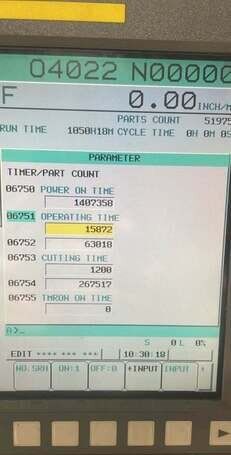 O4022 N00000
F 0.00 INCH/M
PARTS COUNT 51975
RUN TIME 1050H18M CYCLE TIME 0H 0M 0S
PARAMETER
TIMER/PART COUNT
06750 POWER ON TIME
1407358
06751 OPERATING TIME
15872
06752 63018
06753 CUTTING TIME
1200
06754 267517
06755 TMRON ON TIME
0
A>_
S 0 L 0%
EDIT **** *** *** 10:30:18
NO.SRH ON:1 OFF:0 +INPUT INPUT